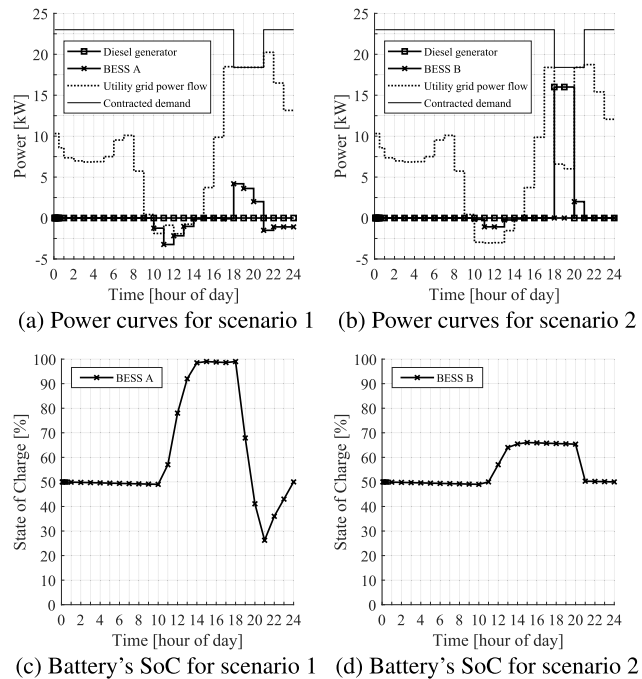 25
20
15
10
5
0
-5
Power [kW]
Diesel generator
BESS A
Utility grid power flow
Contracted demand
0 2 4 6 8 10 12 14 16 18 20 22 24
Time [hour of day]
(a) Power curves for scenario 1
25
20
15
10
5
0
-5
Power [kW]
Diesel generator
BESS B
Utility grid power flow
Contracted demand
0 2 4 6 8 10 12 14 16 18 20 22 24
Time [hour of day]
(b) Power curves for scenario 2
100
90
80
70
60
50
40
30
20
10
0
State of Charge [%]
BESS A
0 2 4 6 8 10 12 14 16 18 20 22 24
Time [hour of day]
(c) Battery's SoC for scenario 1
100
90
80
70
60
50
40
30
20
10
0
State of Charge [%]
BESS B
0 2 4 6 8 10 12 14 16 18 20 22 24
Time [hour of day]
(d) Battery's SoC for scenario 2